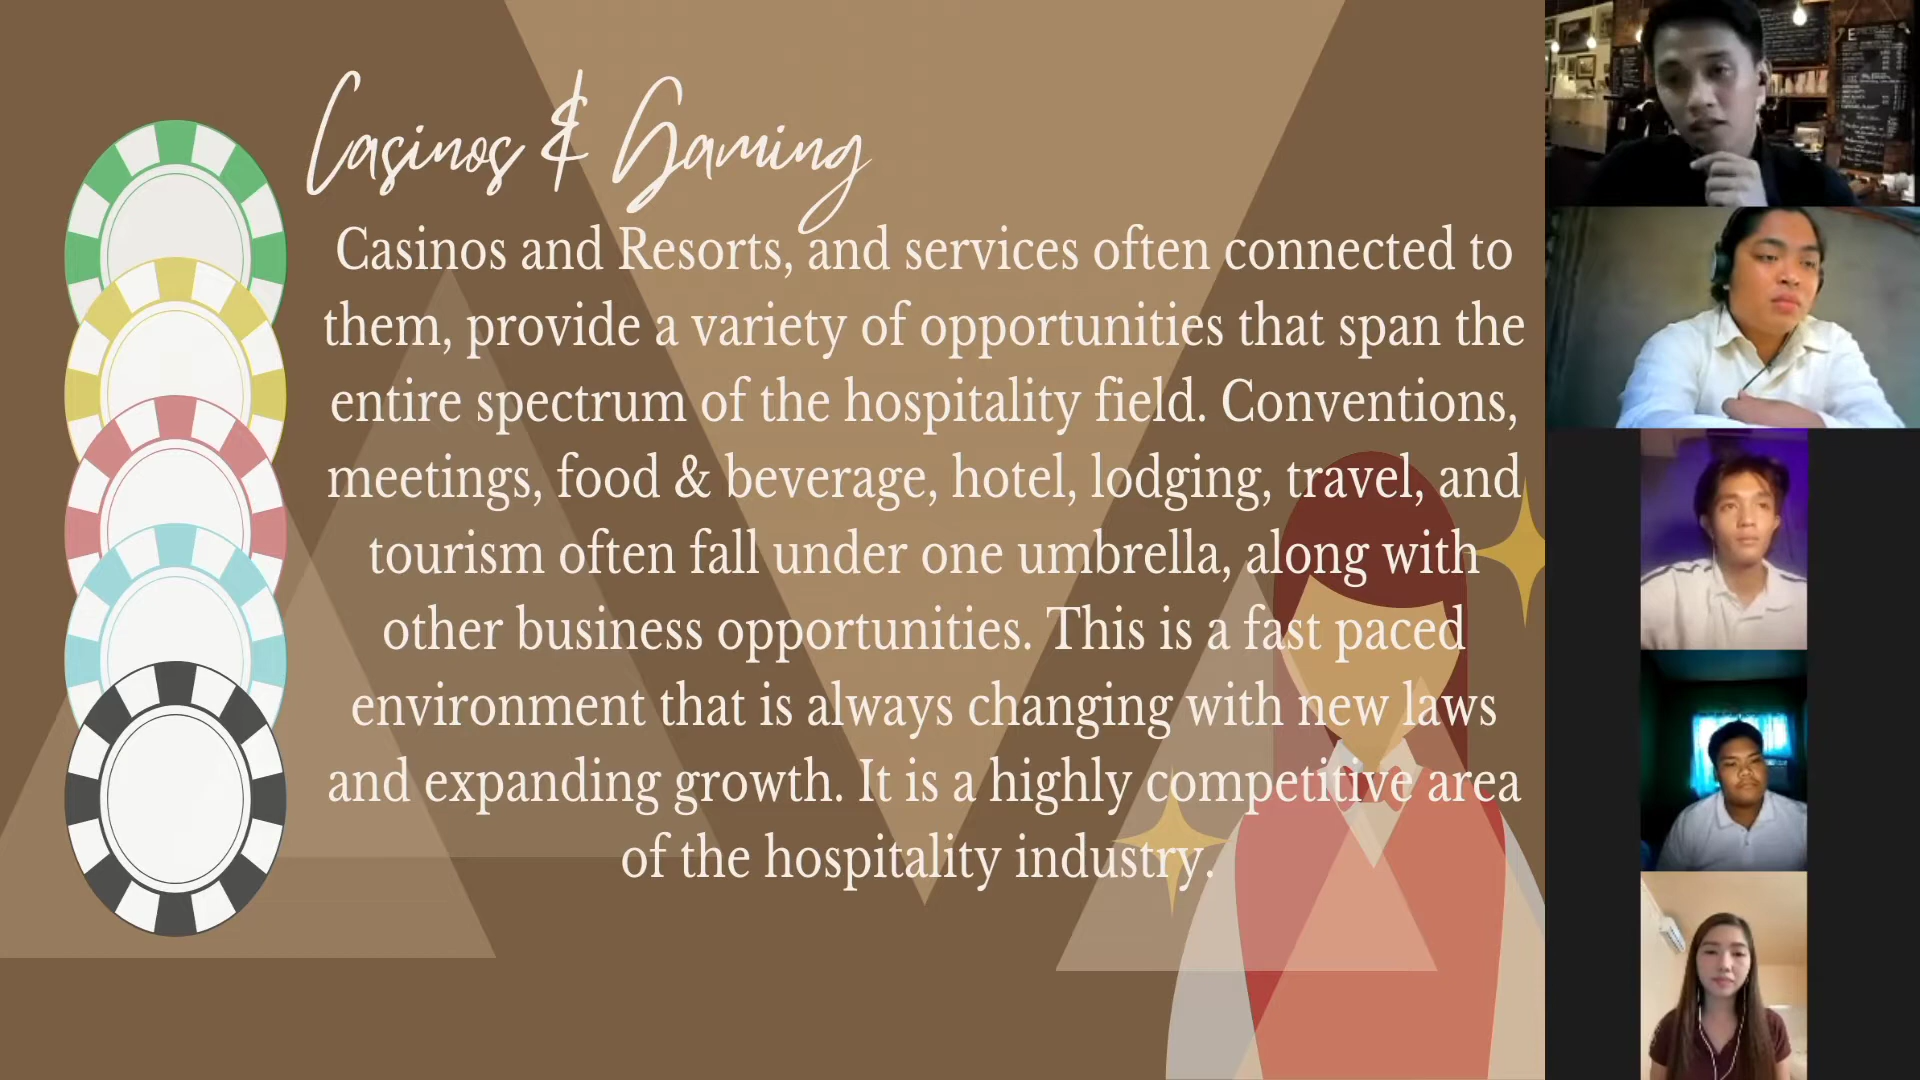 Casinos & Gaming
Casinos and Resorts, and services often connected to
them, provide a variety of opportunities that span the
entire spectrum of the hospitality field. Conventions,
meetings, food & beverage, hotel, lodging, travel, and
tourism often fall under one umbrella, along with
other business opportunities. This is a fast paced
environment that is always changing with new laws
and expanding growth. It is a highly competitive area
of the hospitality industry.